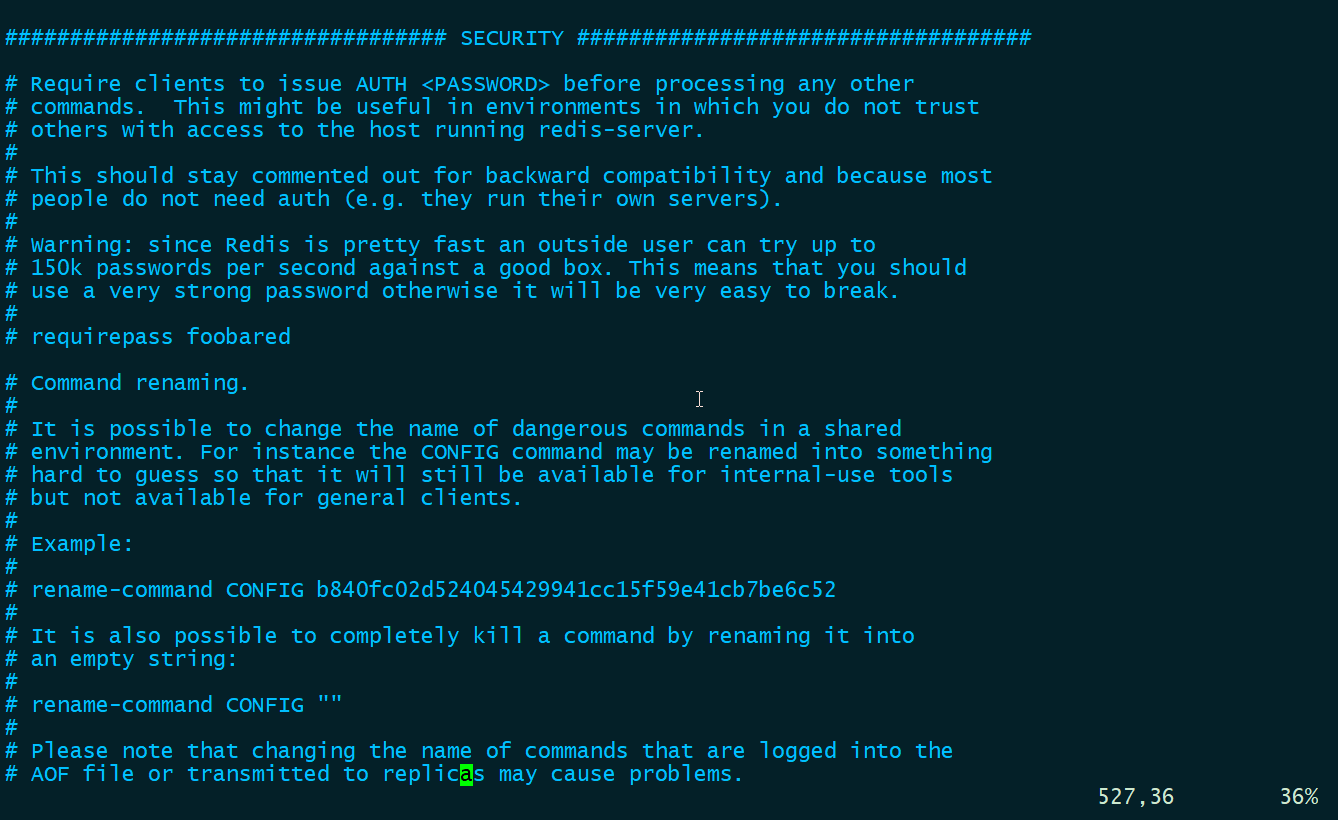 ################################## SECURITY ###################################

# Require clients to issue AUTH <PASSWORD> before processing any other
# commands.  This might be useful in environments in which you do not trust
# others with access to the host running redis-server.
#
# This should stay commented out for backward compatibility and because most
# people do not need auth (e.g. they run their own servers).
#
# Warning: since Redis is pretty fast an outside user can try up to
# 150k passwords per second against a good box. This means that you should
# use a very strong password otherwise it will be very easy to break.
#
# requirepass foobared

# Command renaming.
#
# It is possible to change the name of dangerous commands in a shared
# environment. For instance the CONFIG command may be renamed into something
# hard to guess so that it will still be available for internal-use tools
# but not available for general clients.
#
# Example:
#
# rename-command CONFIG b840fc02d524045429941cc15f59e41cb7be6c52
#
# It is also possible to completely kill a command by renaming it into
# an empty string:
#
# rename-command CONFIG ""
#
# Please note that changing the name of commands that are logged into the
# AOF file or transmitted to replicas may cause problems.
527,36 36%